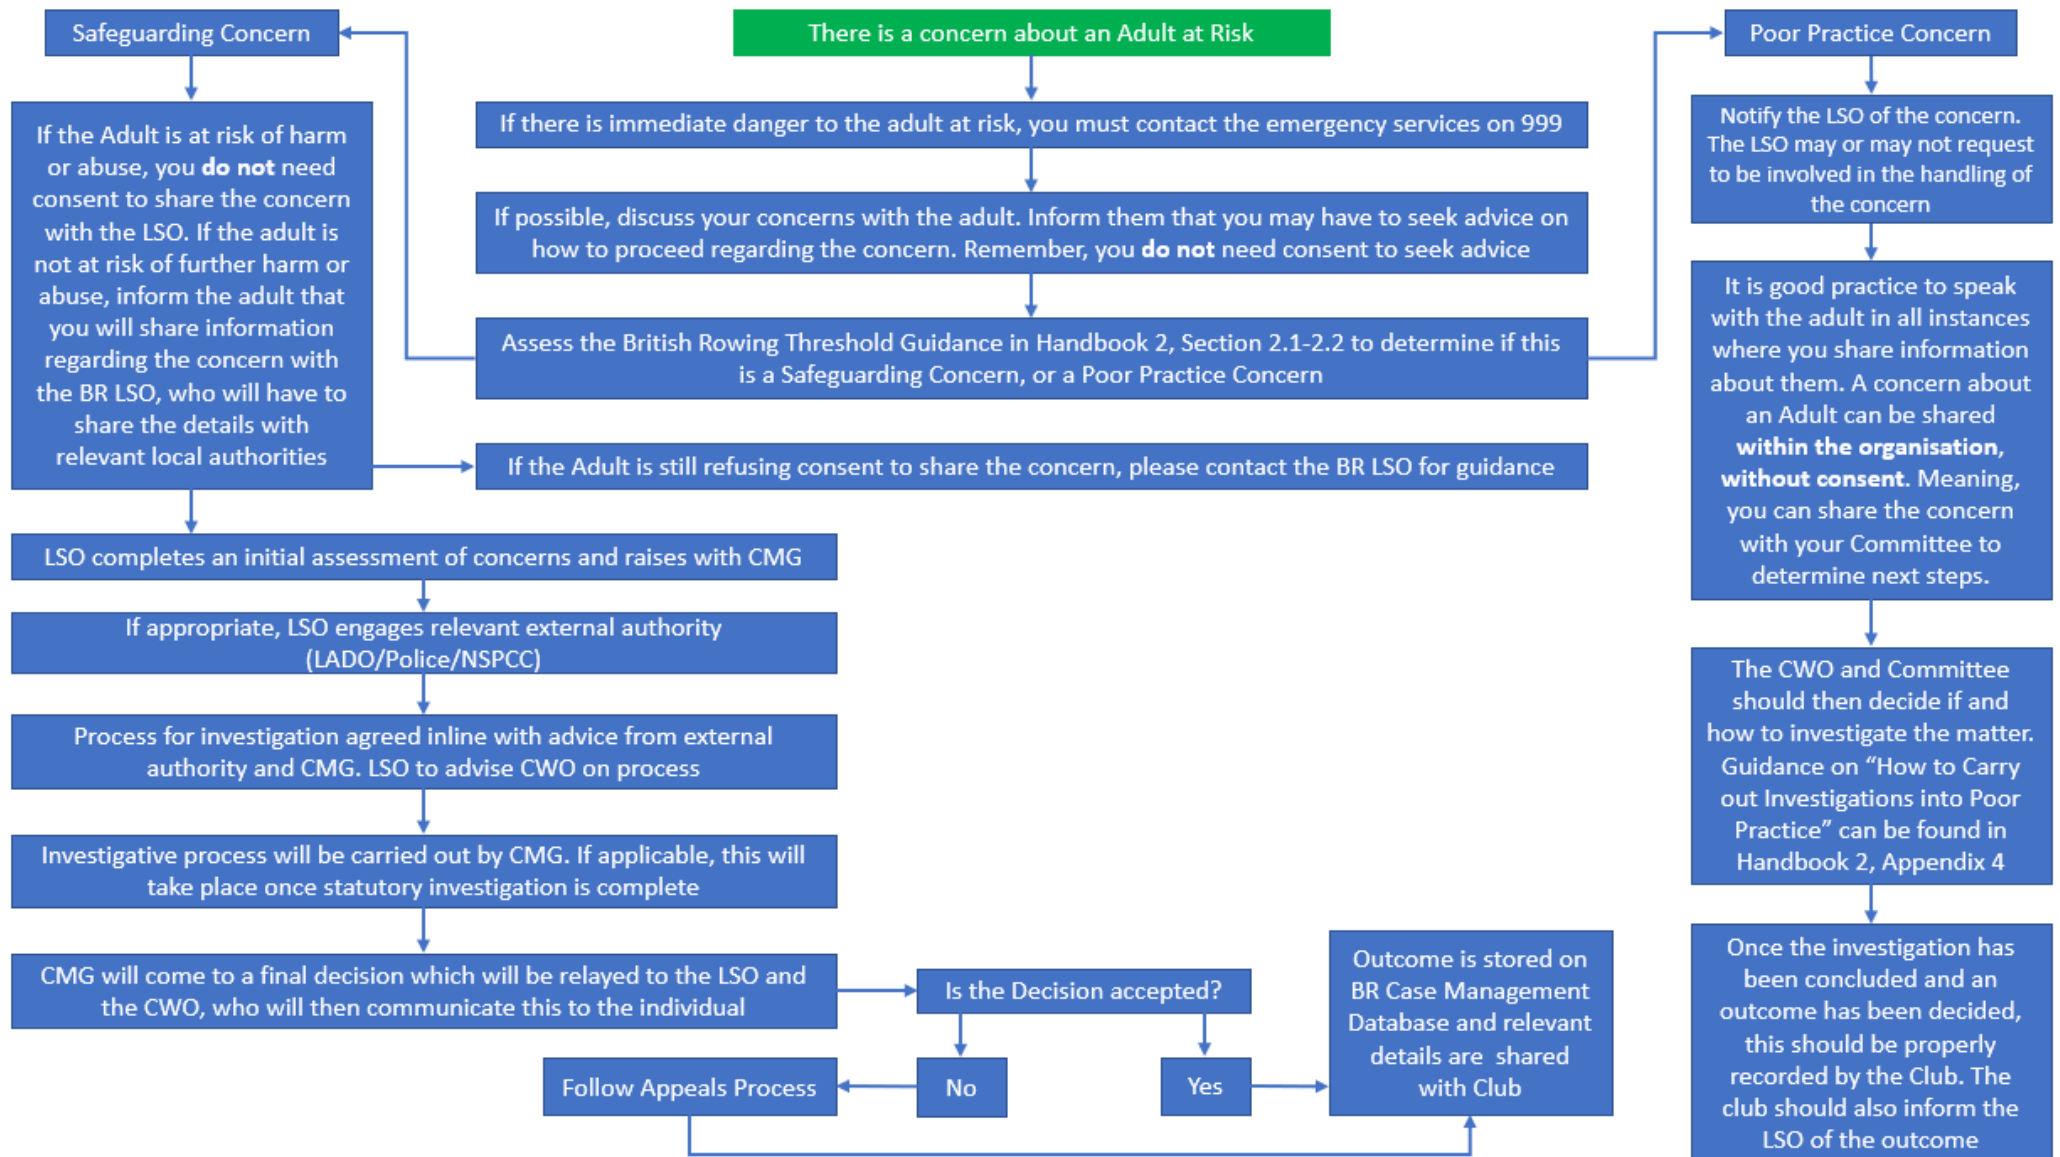 There is a concern about an Adult at Risk
If there is immediate danger to the adult at risk, you must contact the emergency services on 999
If possible, discuss your concerns with the adult. Inform them that you may have to seek advice on
how to proceed regarding the concern. Remember, you do not need consent to seek advice
Assess the British Rowing Threshold Guidance in Handbook 2, Section 2.1-2.2 to determine if this
is a Safeguarding Concern, or a Poor Practice Concern
Safeguarding Concern
If the Adult is at risk of harm
or abuse, you do not need
consent to share the concern
with the LSO. If the adult is
not at risk of further harm or
abuse, inform the adult that
you will share information
regarding the concern with
the BR LSO, who will have to
share the details with
relevant local authorities
If the Adult is still refusing consent to share the concern, please contact the BR LSO for guidance
LSO completes an initial assessment of concerns and raises with CMG
If appropriate, LSO engages relevant external authority
(LADO/Police/NSPCC)
Process for investigation agreed inline with advice from external
authority and CMG. LSO to advise CWO on process
Investigative process will be carried out by CMG. If applicable, this will
take place once statutory investigation is complete
CMG will come to a final decision which will be relayed to the LSO and
the CWO, who will then communicate this to the individual
Is the Decision accepted?
No
Yes
Follow Appeals Process
Outcome is stored on
BR Case Management
Database and relevant
details are shared
with Club
Poor Practice Concern
Notify the LSO of the concern.
The LSO may or may not request
to be involved in the handling of
the concern
It is good practice to speak
with the adult in all instances
where you share information
about them. A concern about
an Adult can be shared
within the organisation,
without consent. Meaning,
you can share the concern
with your Committee to
determine next steps.
The CWO and Committee
should then decide if and
how to investigate the matter.
Guidance on “How to Carry
out Investigations into Poor
Practice” can be found in
Handbook 2, Appendix 4
Once the investigation has
been concluded and an
outcome has been decided,
this should be properly
recorded by the Club. The
club should also inform the
LSO of the outcome